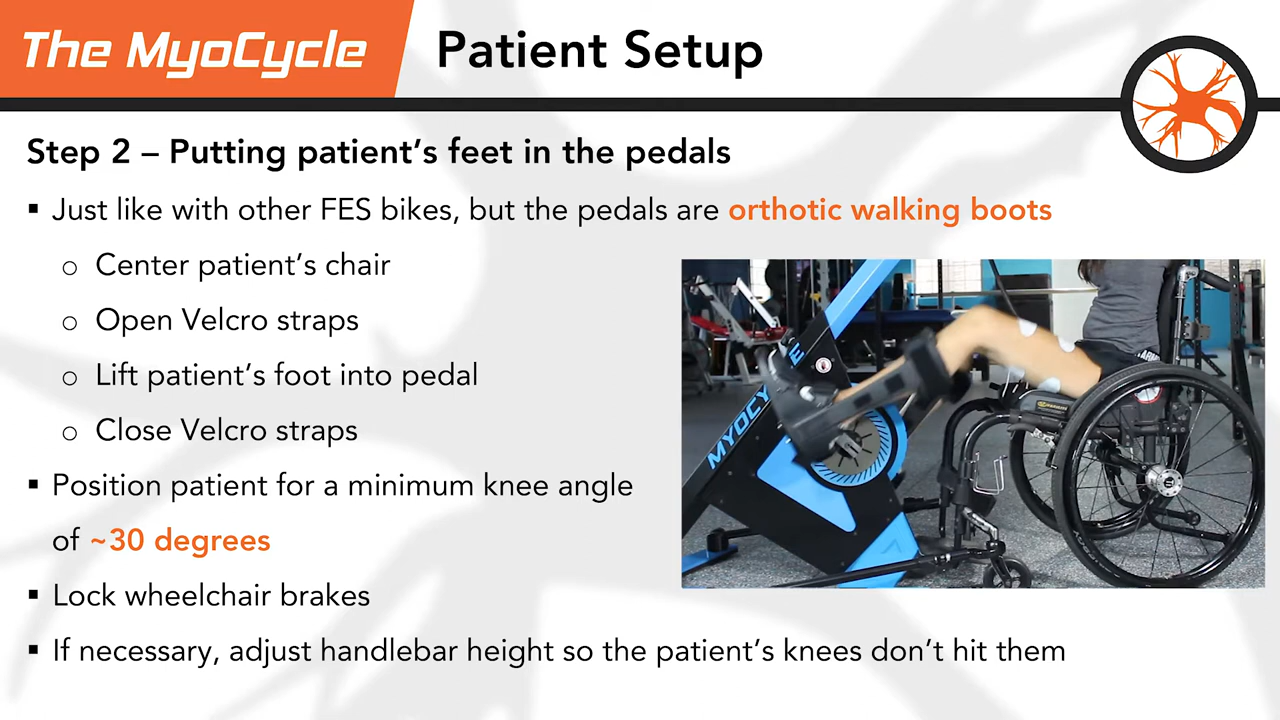 The MyoCycle
Patient Setup
Step 2 – Putting patient’s feet in the pedals
▪ Just like with other FES bikes, but the pedals are orthotic walking boots
o Center patient’s chair
o Open Velcro straps
o Lift patient’s foot into pedal
o Close Velcro straps
▪ Position patient for a minimum knee angle
of ~30 degrees
▪ Lock wheelchair brakes
▪ If necessary, adjust handlebar height so the patient’s knees don’t hit them
MYOCY
E